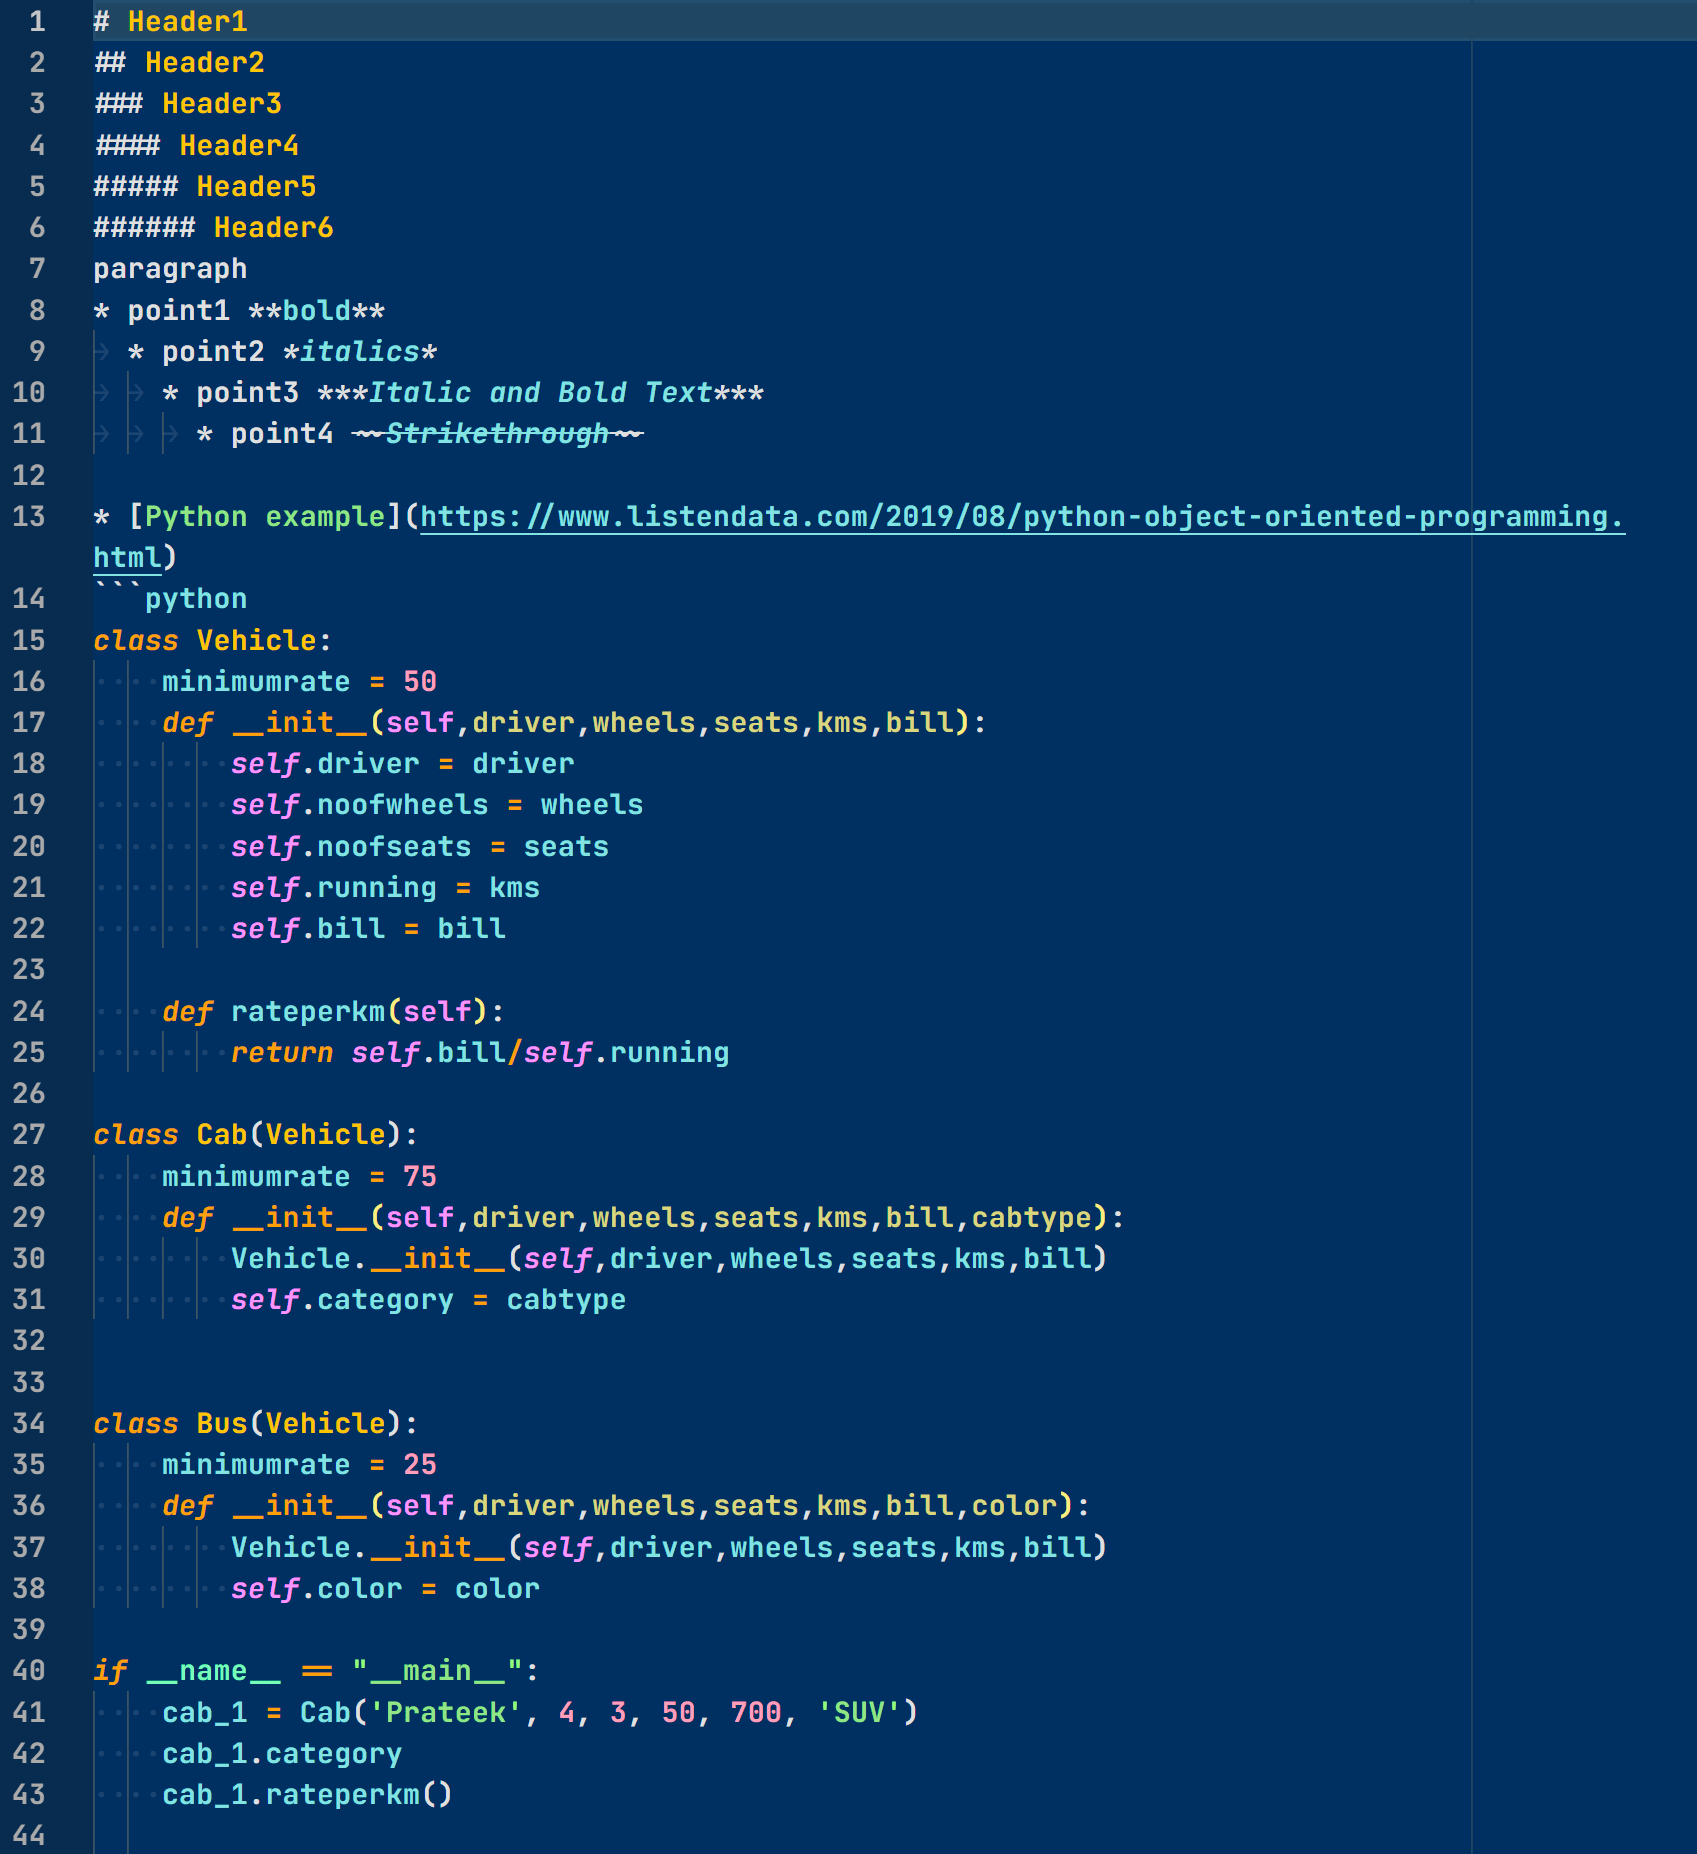 1 # Header1
2 ## Header2
3 ### Header3
4 #### Header4
5 ##### Header5
6 ###### Header6
7 paragraph
8 * point1 **bold**
9 * point2 *italics*
10 * point3 ***Italic and Bold Text***
11 * point4 ~~Strikethrough~~
12
13 * [Python example](https://www.listendata.com/2019/08/python-object-oriented-programming.
html)
14 ```python
15 class Vehicle:
16     minimumrate = 50
17     def __init__(self,driver,wheels,seats,kms,bill):
18         self.driver = driver
19         self.noofwheels = wheels
20         self.noofseats = seats
21         self.running = kms
22         self.bill = bill
23
24     def rateperkm(self):
25         return self.bill/self.running
26
27 class Cab(Vehicle):
28     minimumrate = 75
29     def __init__(self,driver,wheels,seats,kms,bill,cabtype):
30         Vehicle.__init__(self,driver,wheels,seats,kms,bill)
31         self.category = cabtype
32
33
34 class Bus(Vehicle):
35     minimumrate = 25
36     def __init__(self,driver,wheels,seats,kms,bill,color):
37         Vehicle.__init__(self,driver,wheels,seats,kms,bill)
38         self.color = color
39
40 if __name__ == "__main__":
41     cab_1 = Cab('Prateek', 4, 3, 50, 700, 'SUV')
42     cab_1.category
43     cab_1.rateperkm()
44